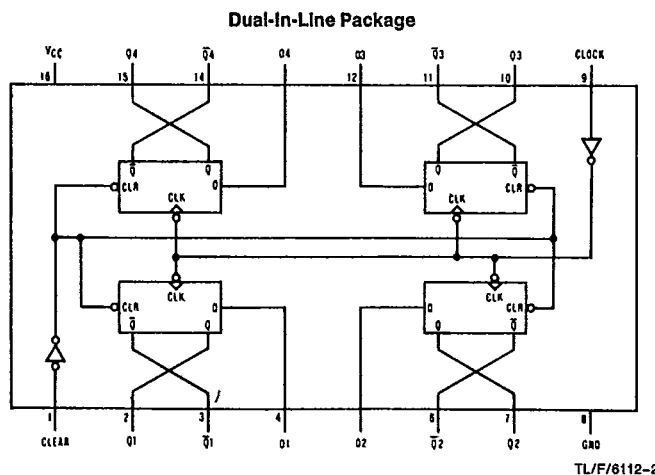 Dual-In-Line Package
VCC Q4 Q̅4 D4 D3 Q̅3 Q3 CLOCK
16 15 14 13 12 11 10 9
Q̅ Q Q Q̅
CLR D D CLR
CLK CLK
CLK CLK
CLR D D CLR
Q̅ Q Q Q̅
1 2 3 4 5 6 7 8
CLEAR Q1 Q̅1 D1 D2 Q̅2 Q2 GND
TL/F/6112–2